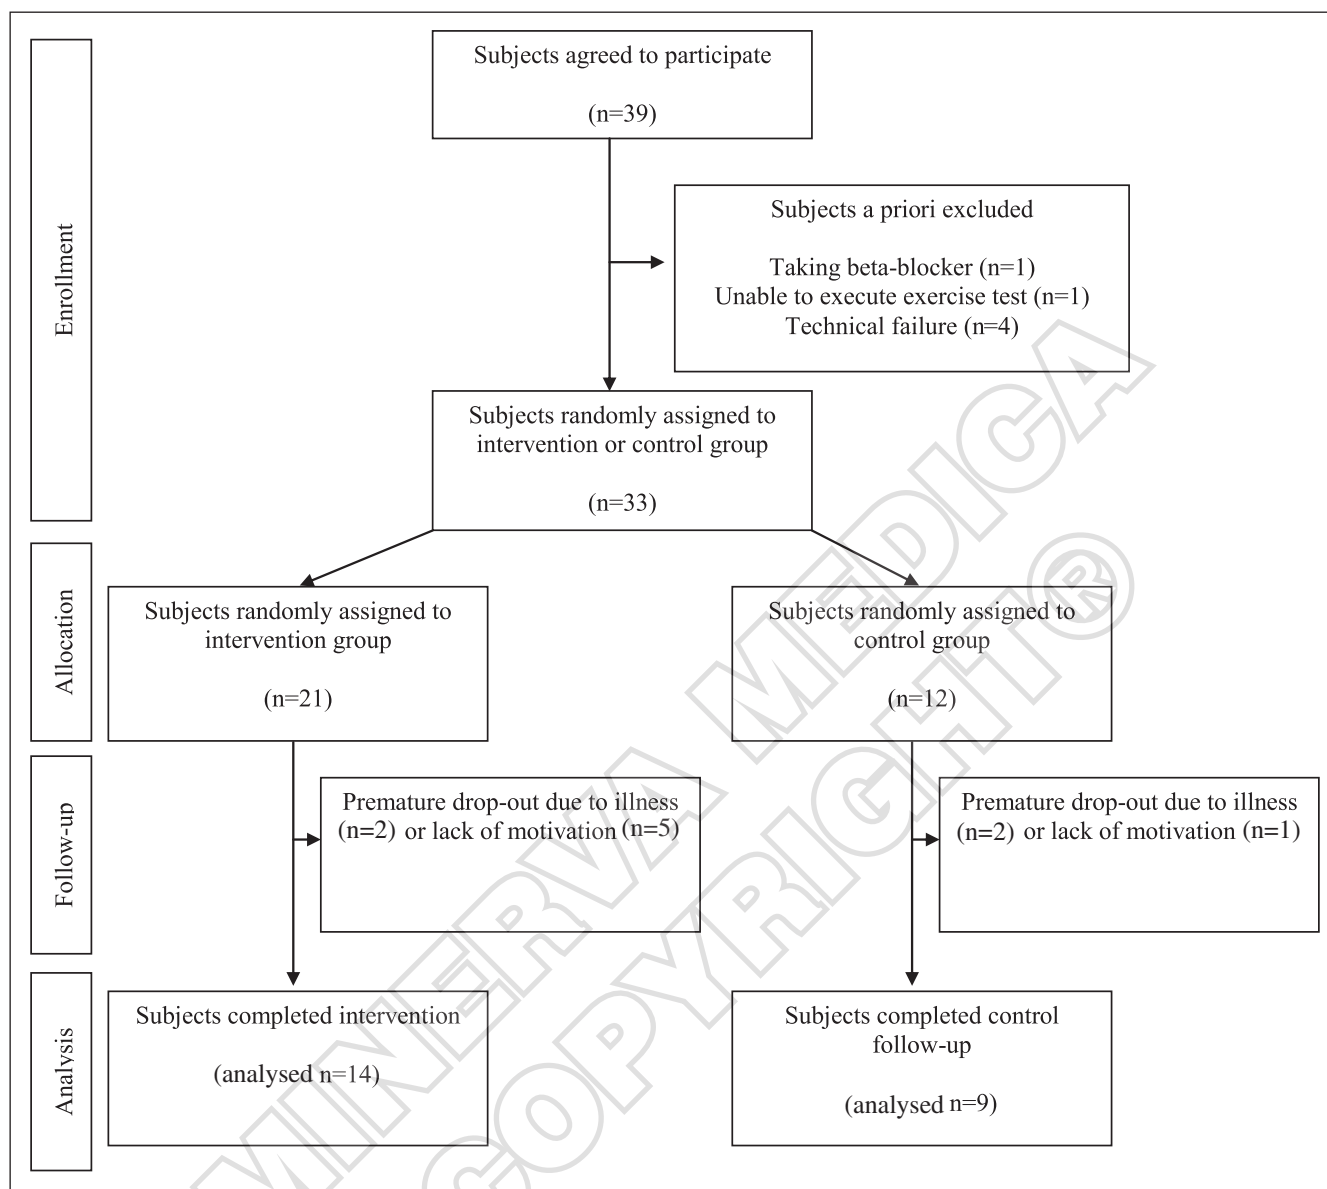 Subjects agreed to participate
(n=39)
Subjects a priori excluded
Taking beta-blocker (n=1)
Unable to execute exercise test (n=1)
Technical failure (n=4)
Enrollment
Subjects randomly assigned to
intervention or control group
(n=33)
Allocation
Subjects randomly assigned to
intervention group
(n=21)
Subjects randomly assigned to
control group
(n=12)
Follow-up
Premature drop-out due to illness
(n=2) or lack of motivation (n=5)
Premature drop-out due to illness
(n=2) or lack of motivation (n=1)
Analysis
Subjects completed intervention
(analysed n=14)
Subjects completed control
follow-up
(analysed n=9)
MINERVA MEDICA
COPYRIGHT®